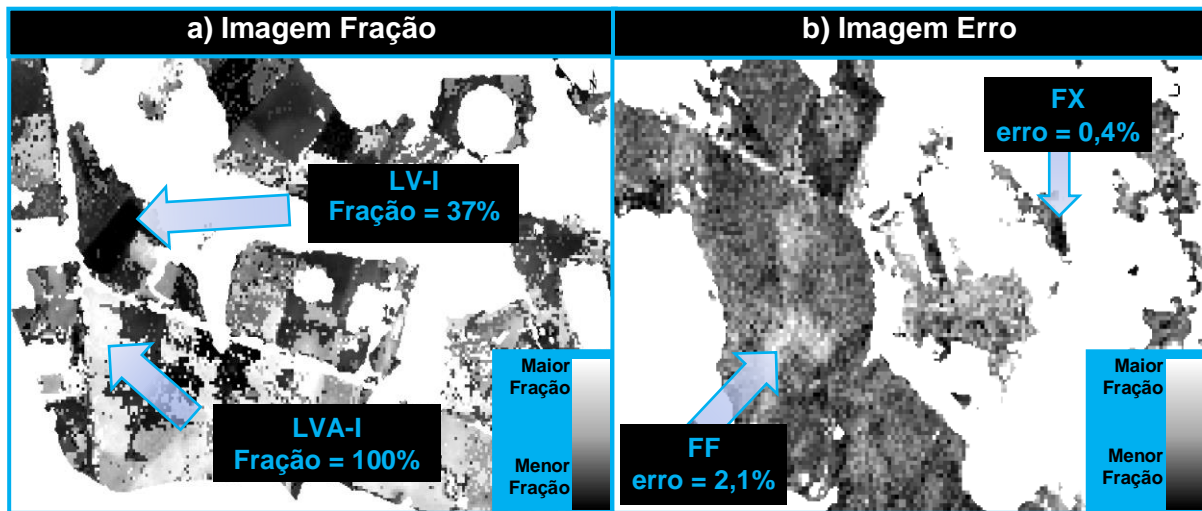 a) Imagem Fração
b) Imagem Erro
LV-I
Fração = 37%
LVA-I
Fração = 100%
Maior
Fração
Menor
Fração
FX
erro = 0,4%
FF
erro = 2,1%
Maior
Fração
Menor
Fração